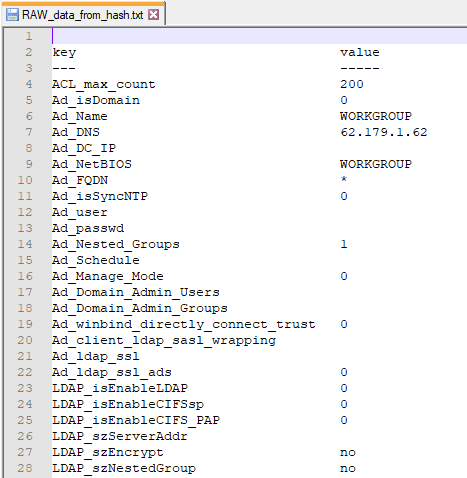 RAW_data_from_hash.txt
1
2 key value
3 --- -----
4 ACL_max_count 200
5 Ad_isDomain 0
6 Ad_Name WORKGROUP
7 Ad_DNS 62.179.1.62
8 Ad_DC_IP
9 Ad_NetBIOS WORKGROUP
10 Ad_FQDN *
11 Ad_isSyncNTP 0
12 Ad_user
13 Ad_passwd
14 Ad_Nested_Groups 1
15 Ad_Schedule
16 Ad_Manage_Mode 0
17 Ad_Domain_Admin_Users
18 Ad_Domain_Admin_Groups
19 Ad_winbind_directly_connect_trust 0
20 Ad_client_ldap_sasl_wrapping
21 Ad_ldap_ssl
22 Ad_ldap_ssl_ads 0
23 LDAP_isEnableLDAP 0
24 LDAP_isEnableCIFSsp 0
25 LDAP_isEnableCIFS_PAP 0
26 LDAP_szServerAddr
27 LDAP_szEncrypt no
28 LDAP_szNestedGroup no